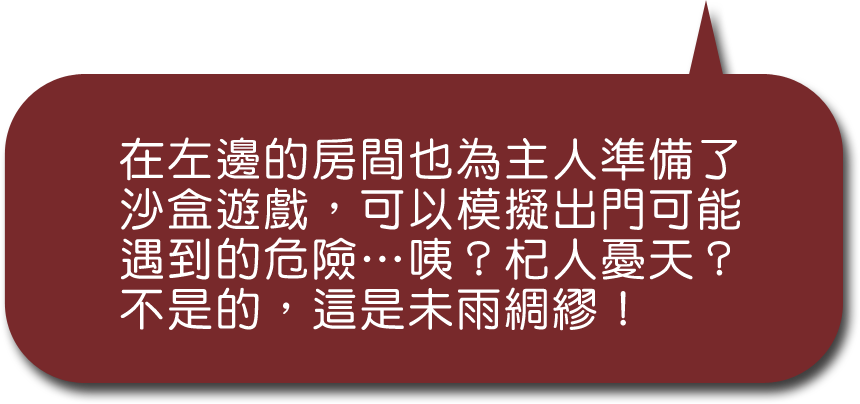 在左邊的房間也為主人準備了
沙盒遊戲，可以模擬出門可能
遇到的危險…咦？杞人憂天？
不是的，這是未雨綢繆！